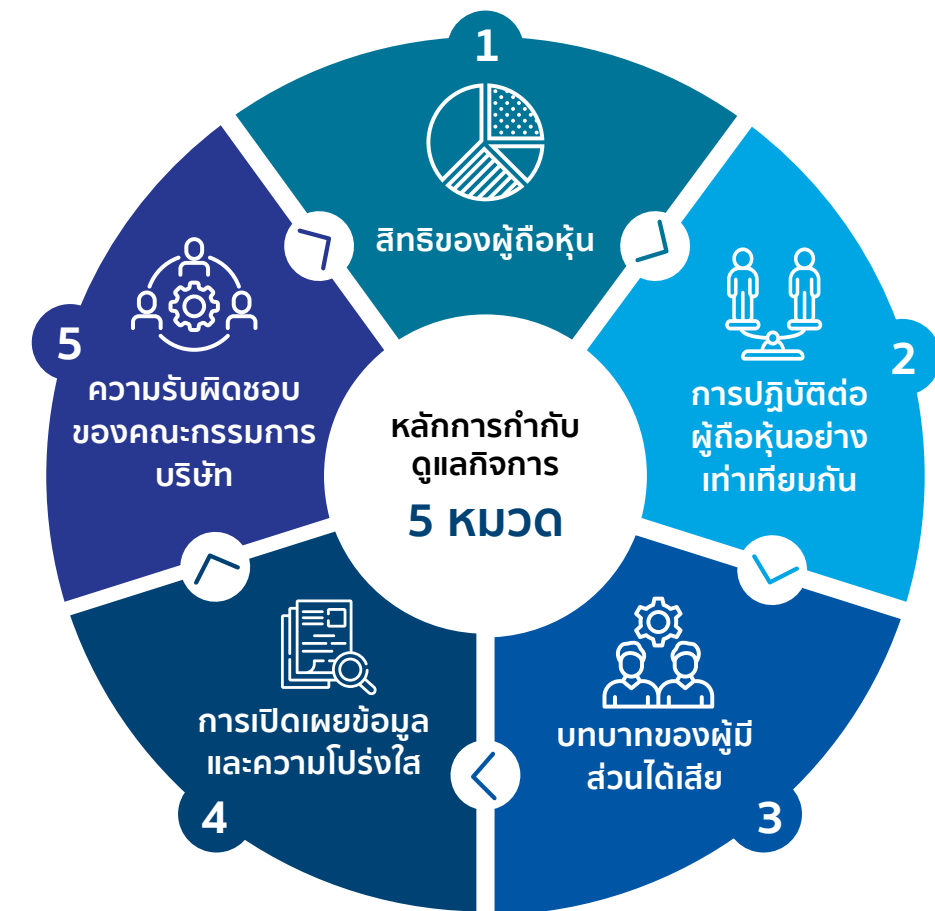 1
สิทธิของผู้ถือหุ้น
2
การปฏิบัติต่อ
ผู้ถือหุ้นอย่าง
เท่าเทียมกัน
3
บทบาทของผู้มี
ส่วนได้เสีย
4
การเปิดเผยข้อมูล
และความโปร่งใส
5
ความรับผิดชอบ
ของคณะกรรมการ
บริษัท
หลักการกำกับ
ดูแลกิจการ
5 หมวด